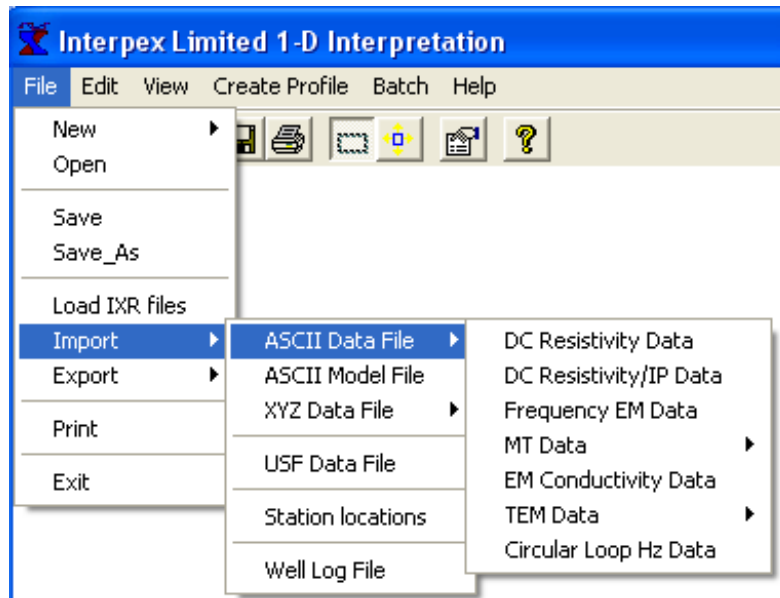 Interpex Limited 1-D Interpretation
File Edit View Create Profile Batch Help
New
Open
Save
Save_As
Load IXR files
Import
Export
Print
Exit
ASCII Data File
ASCII Model File
XYZ Data File
USF Data File
Station locations
Well Log File
DC Resistivity Data
DC Resistivity/IP Data
Frequency EM Data
MT Data
EM Conductivity Data
TEM Data
Circular Loop Hz Data